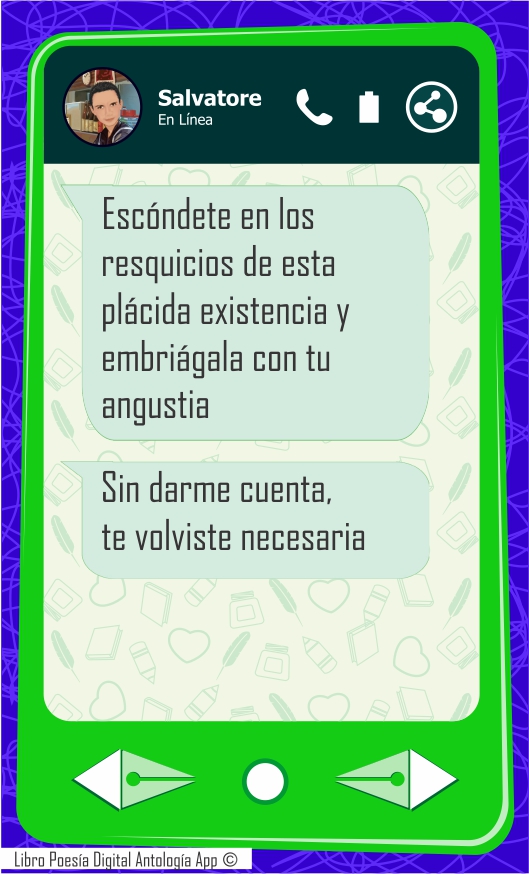 Salvatore
En Línea
Escóndete en los
resquicios de esta
plácida existencia y
embriágala con tu
angustia
Sin darme cuenta,
te volviste necesaria
Libro Poesía Digital Antología App ©